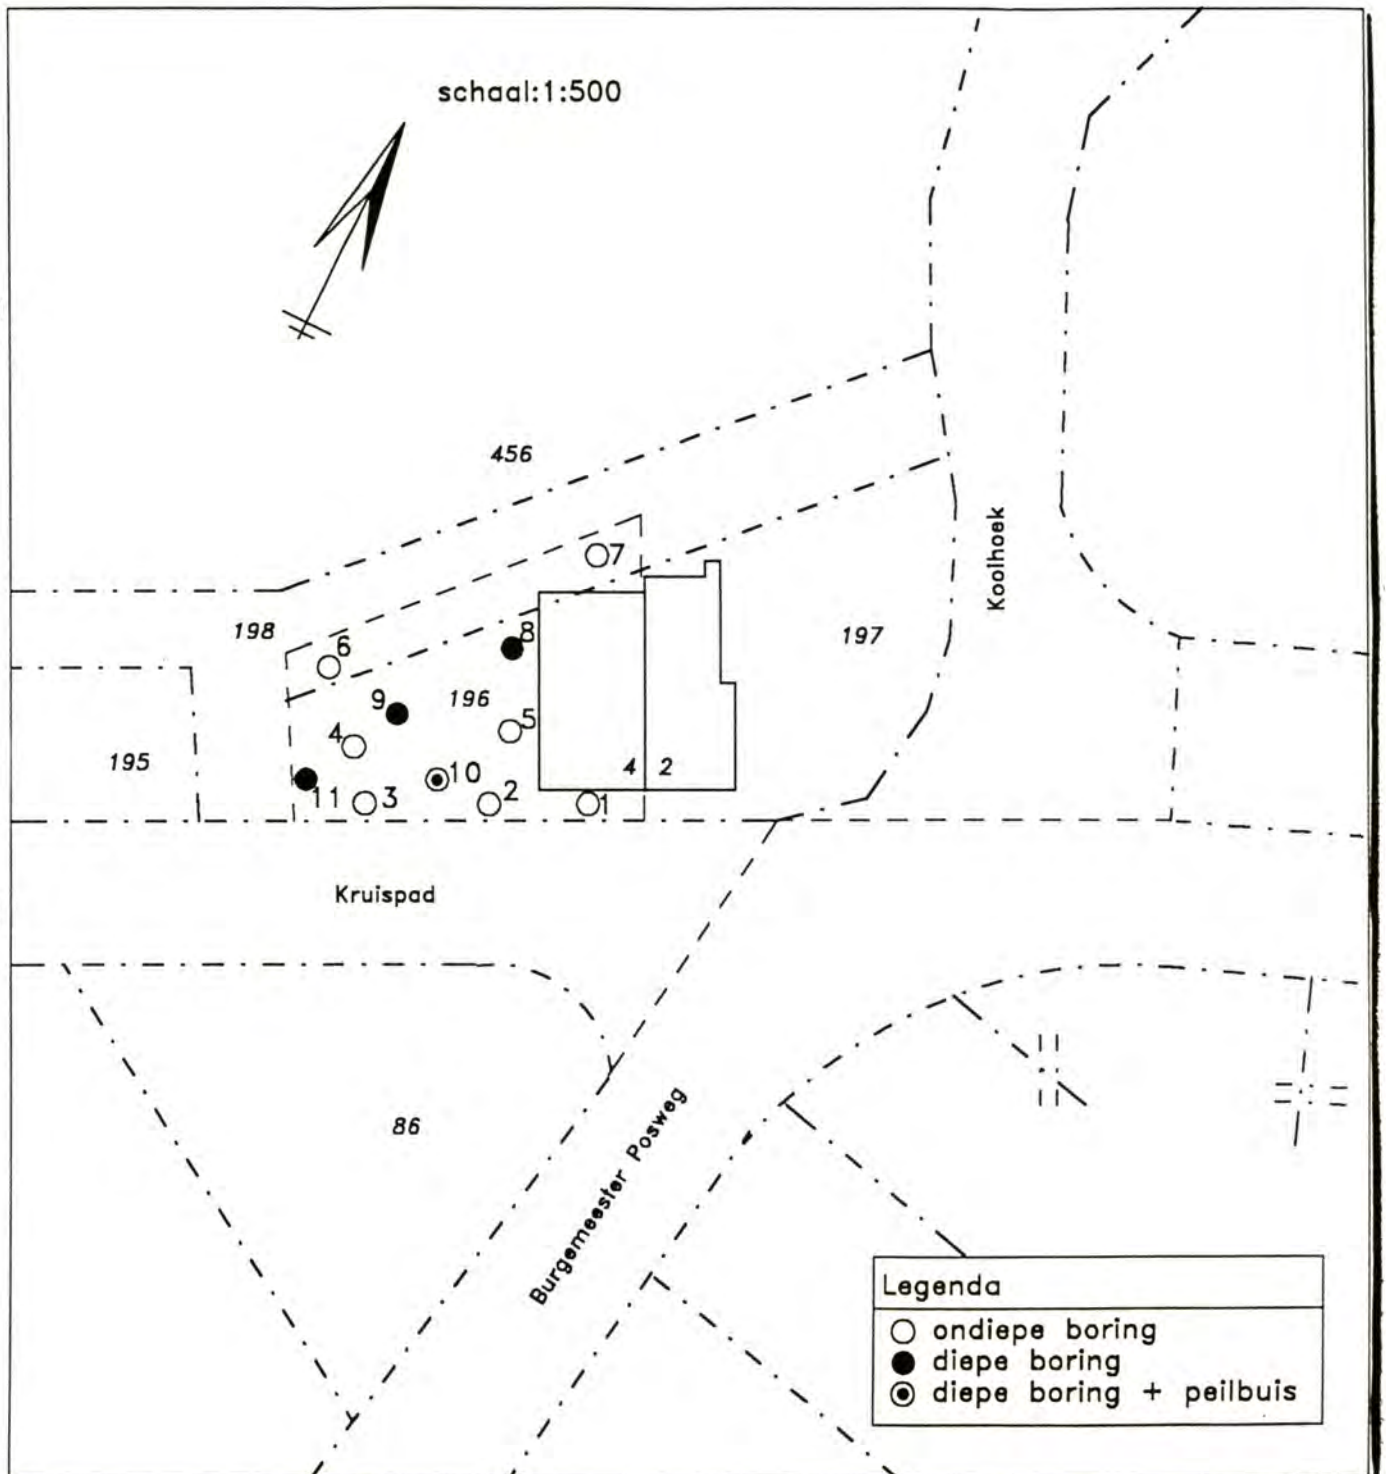 schaal:1:500
456
7
Koolhoek
198
6
8
197
9
196
4
5
195
10
4 2
11
3
2
1
Kruispad
86
Burgemeester Posweg
Legenda
ondiepe boring
diepe boring
diepe boring + peilbuis